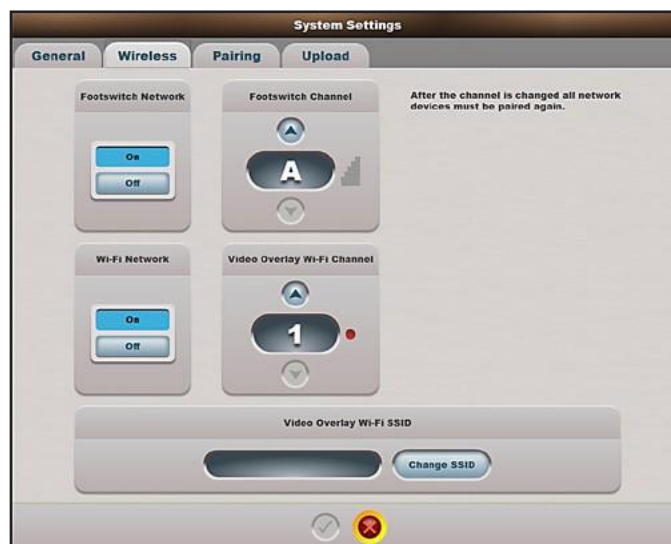 System Settings
General Wireless Pairing Upload
Footswitch Network Footswitch Channel After the channel is changed all network
devices must be paired again.
On
Off
A
Wi-Fi Network Video Overlay Wi-Fi Channel
On
Off
1
Video Overlay Wi-Fi SSID
Change SSID